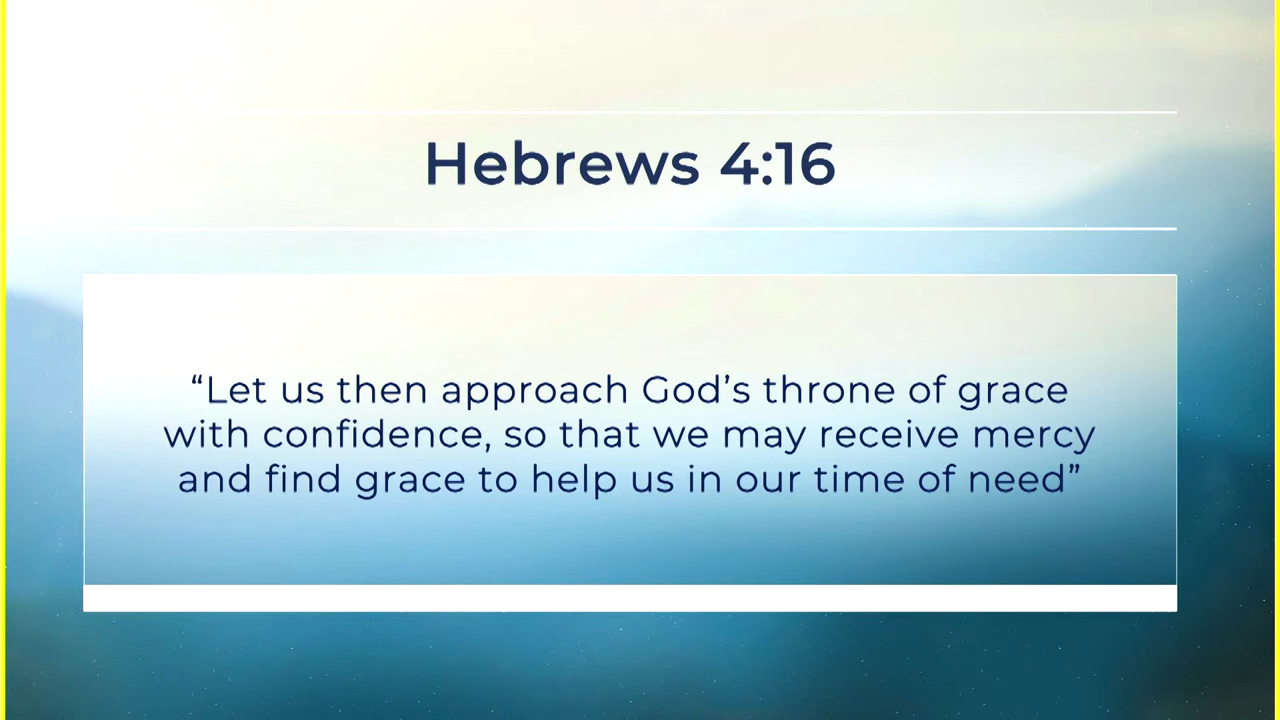 Hebrews 4:16
“Let us then approach God’s throne of grace
with confidence, so that we may receive mercy
and find grace to help us in our time of need”